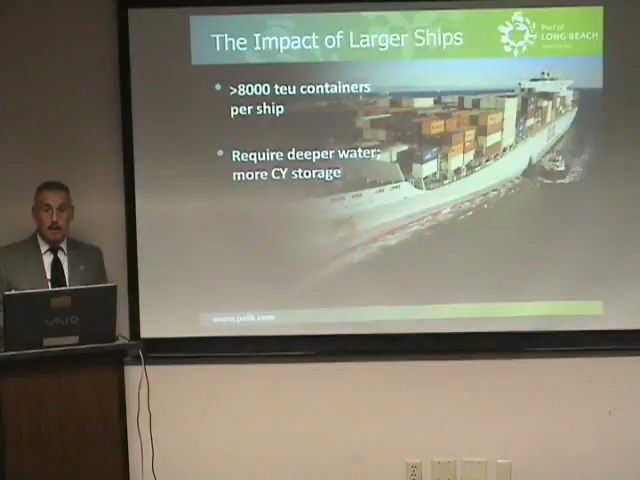 The Impact of Larger Ships
Port of
LONG BEACH
>8000 teu containers
per ship
Require deeper water;
more CY storage
www.polb.com
VAIO